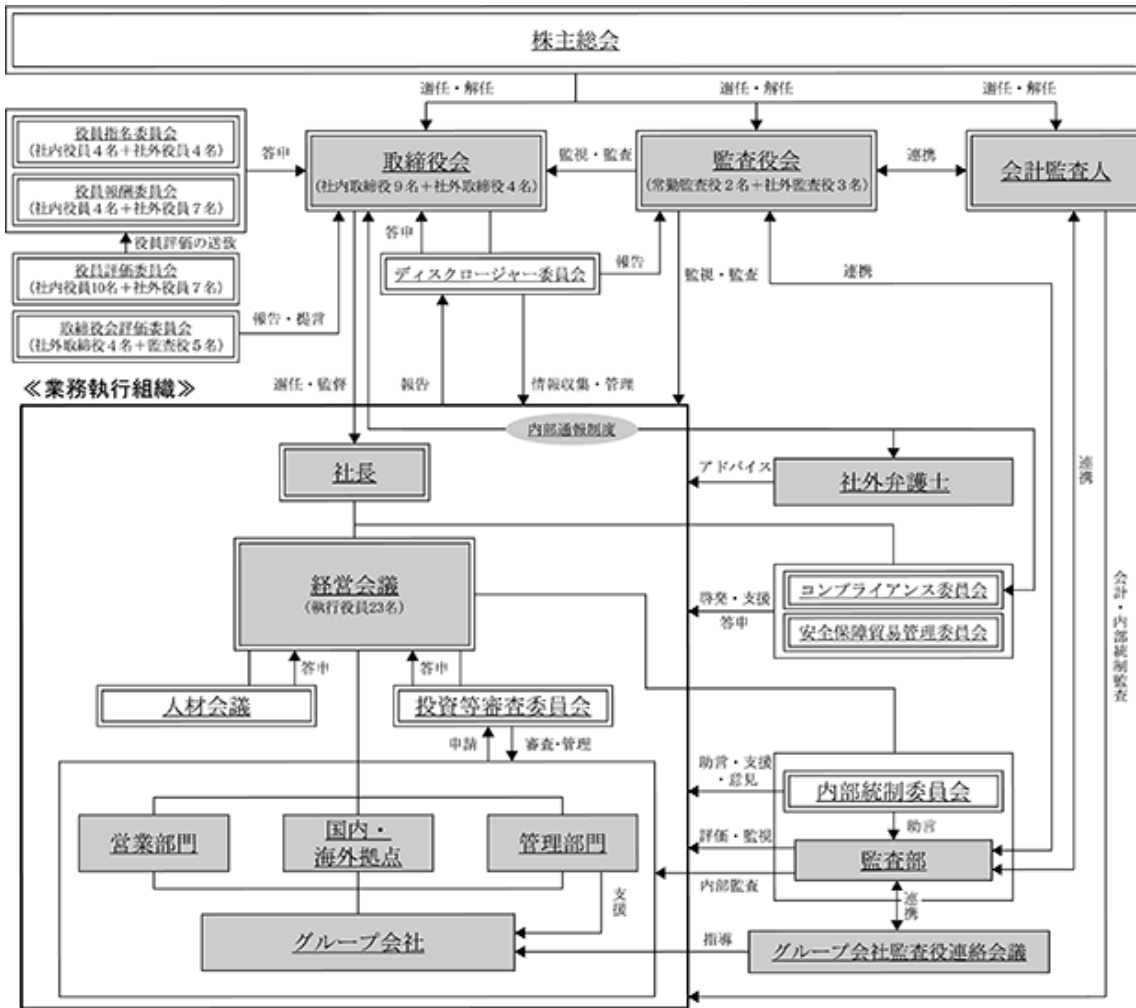 株主総会
選任・解任
選任・解任
選任・解任
役員指名委員会
(社内役員4名+社外役員4名)
役員報酬委員会
(社内役員4名+社外役員7名)
答申
取締役会
(社内取締役9名+社外取締役4名)
監視・監査
監査役会
(常勤監査役2名+社外監査役3名)
連携
会計監査人
役員評価の送抜
役員評価委員会
(社内役員10名+社外役員7名)
取締役会評価委員会
(社外取締役4名+監査役5名)
報告・提言
答申
ディスクロージャー委員会
報告
監視・監査
連携
≪業務執行組織≫
選任・監督
報告
情報収集・管理
内部通報制度
社長
アドバイス
社外弁護士
連携
経営会議
(執行役員23名)
啓発・支援
答申
コンプライアンス委員会
安全保障貿易管理委員会
会計・内部統制監査
答申
答申
人材会議
投資等審査委員会
申請
審査・管理
助言・支援
・意見
内部統制委員会
助言
営業部門
国内・
海外拠点
管理部門
評価・監視
監査部
内部監査
支援
連携
グループ会社
指導
グループ会社監査役連絡会議